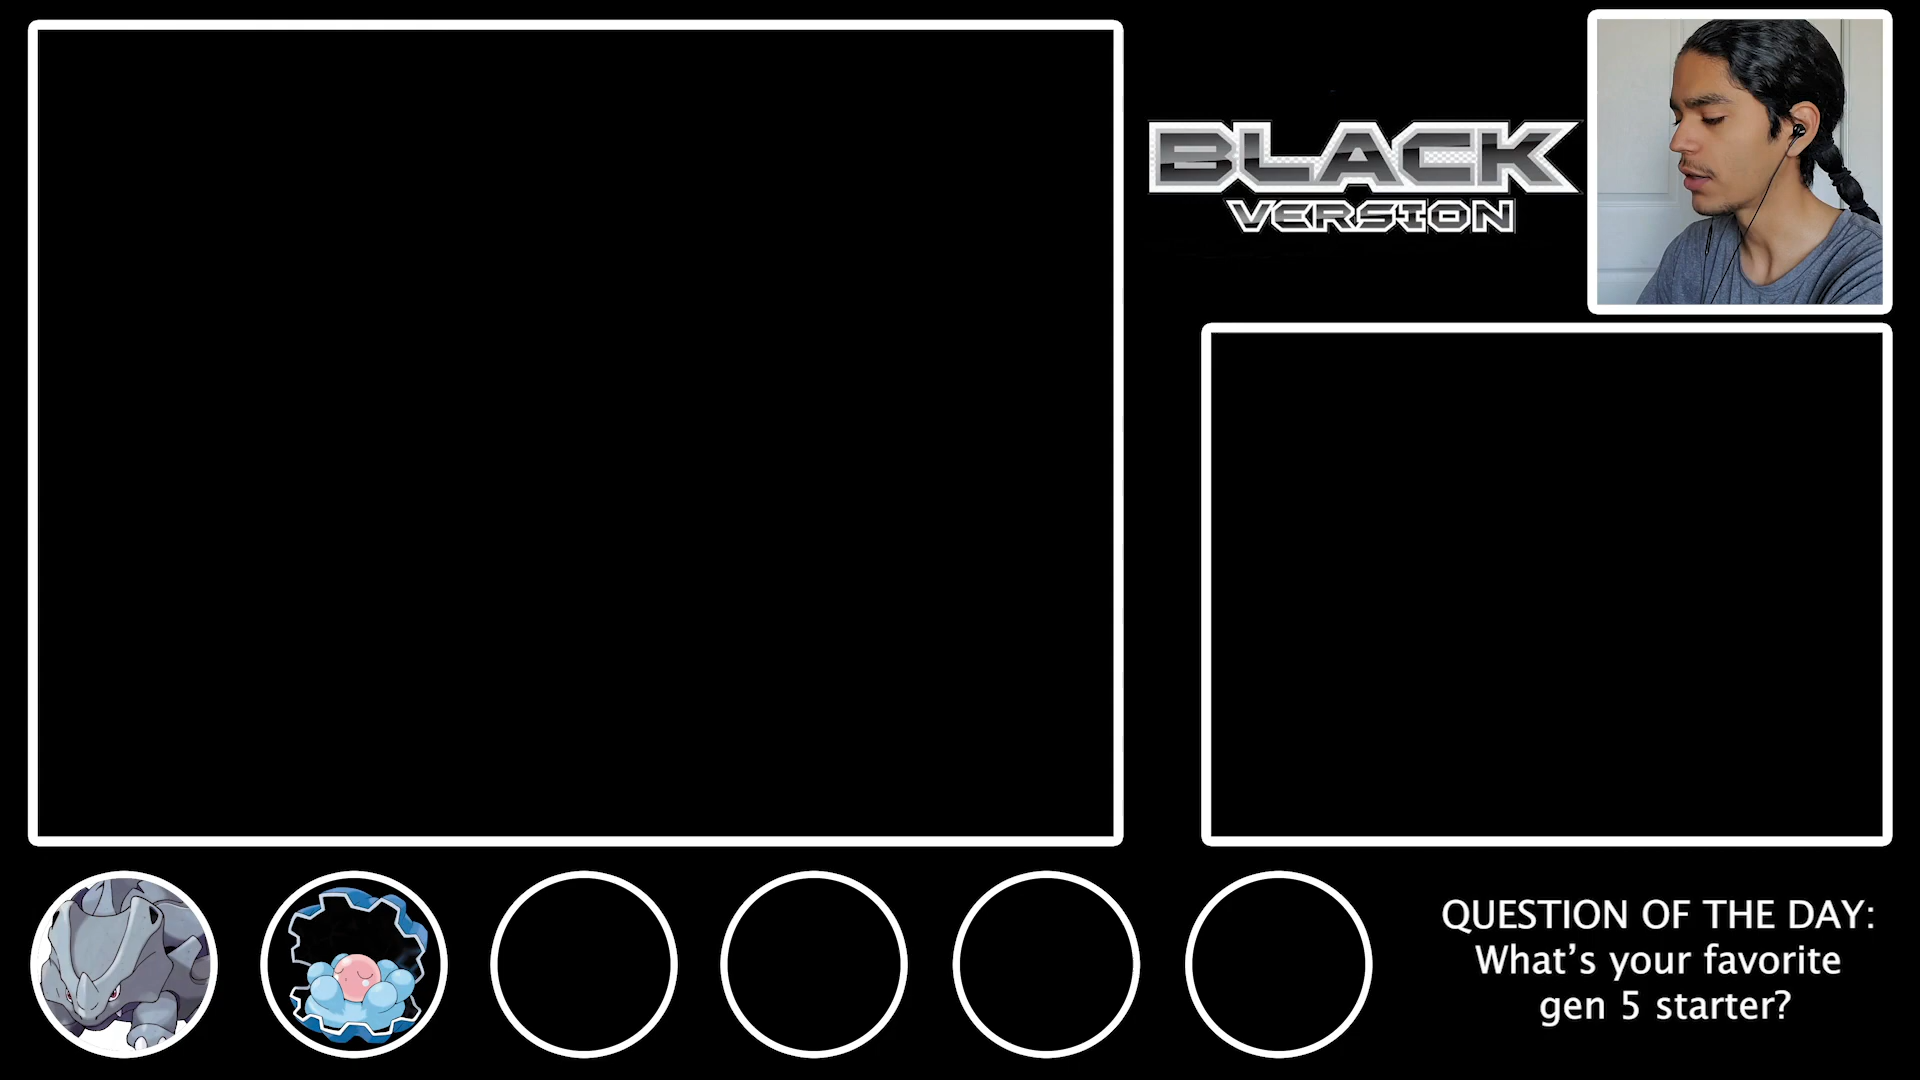 BLACK
VERSION
QUESTION OF THE DAY:
What's your favorite
gen 5 starter?